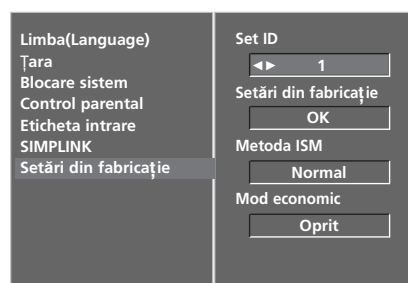 Limba(Language)
Țara
Blocare sistem
Control parental
Eticheta intrare
SIMPLINK
Setări din fabricație
Set ID
◄► 1
Setări din fabricație
OK
Metoda ISM
Normal
Mod economic
Oprit